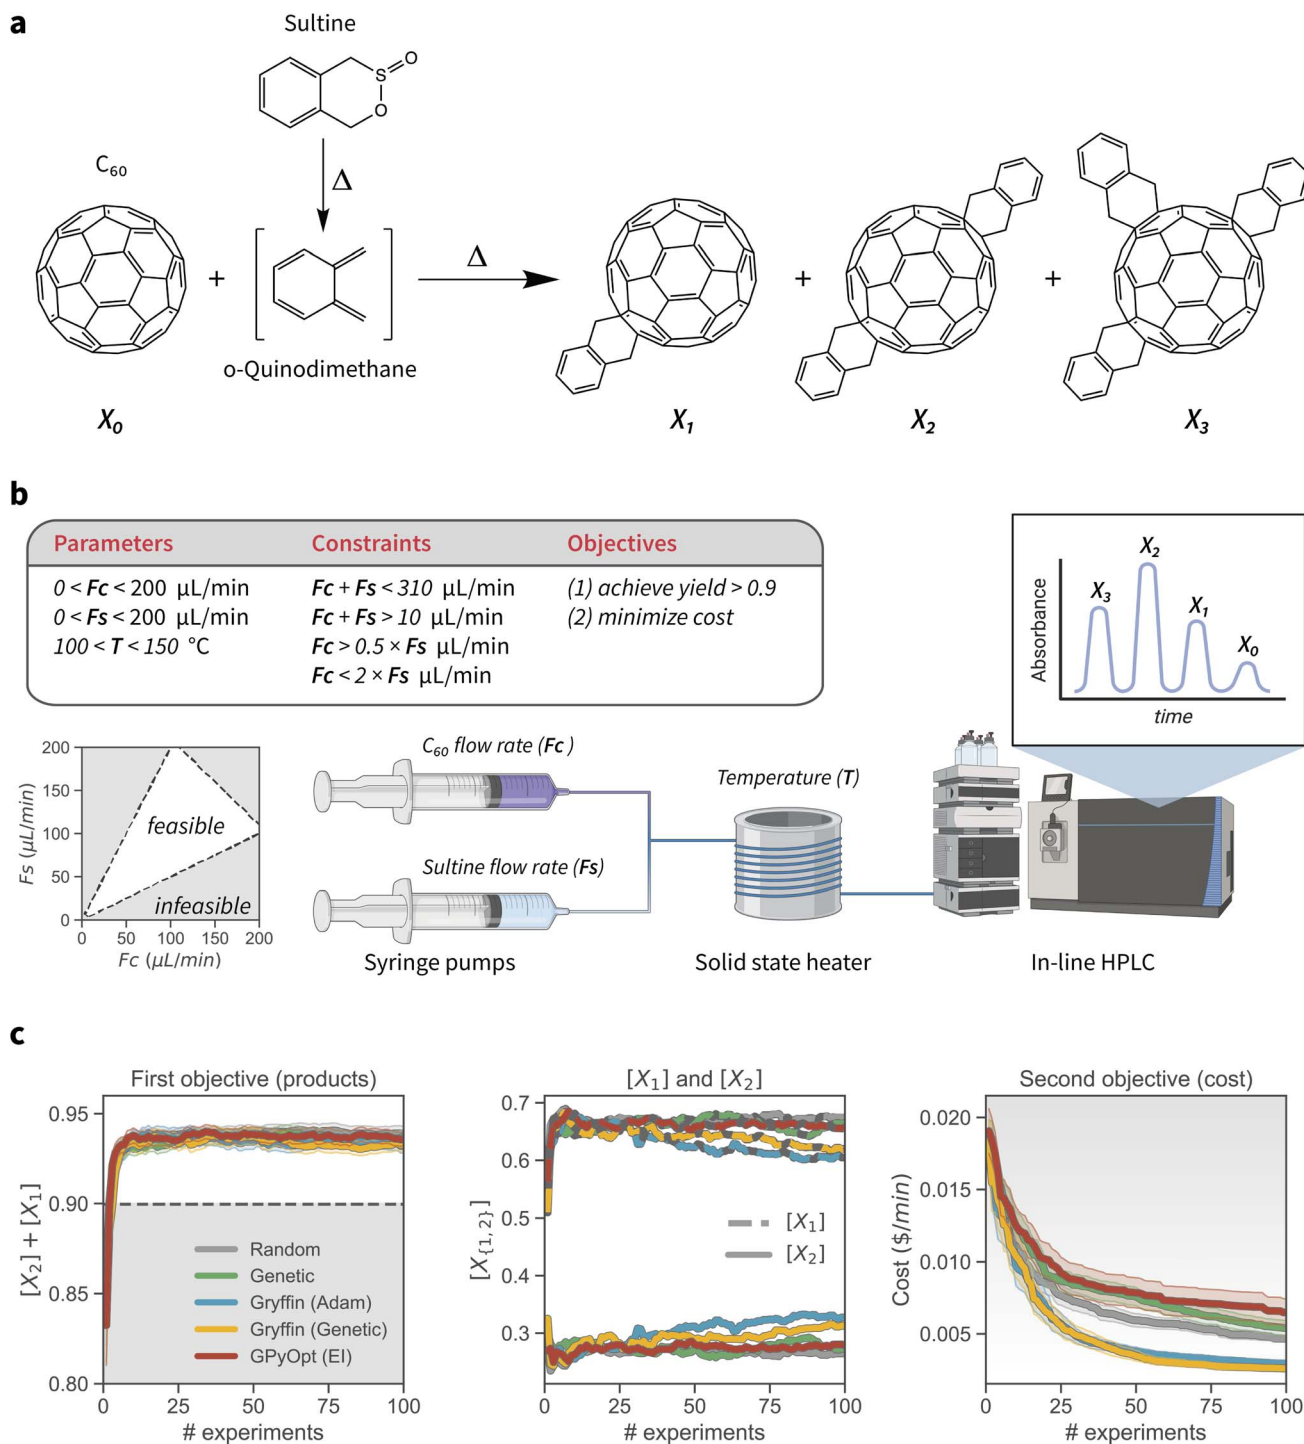 a
Sultine
S
O
O
C₆₀
Δ
+
Δ
+
+
o-Quinodimethane
X₀
X₁
X₂
X₃
b
Parameters
0 < Fc < 200 μL/min
0 < Fs < 200 μL/min
100 < T < 150 °C
Constraints
Fc + Fs < 310 μL/min
Fc + Fs > 10 μL/min
Fc > 0.5 × Fs μL/min
Fc < 2 × Fs μL/min
Objectives
(1) achieve yield > 0.9
(2) minimize cost
X₃
X₂
X₁
X₀
Absorbance
time
200
150
100
50
0
Fs (μL/min)
feasible
infeasible
0 50 100 150 200
Fc (μL/min)
C₆₀ flow rate (Fc )
Sultine flow rate (Fs)
Syringe pumps
Temperature (T)
Solid state heater
In-line HPLC
c
First objective (products)
0.95
0.90
0.85
0.80
[X₂] + [X₁]
Random
Genetic
Gryffin (Adam)
Gryffin (Genetic)
GPyOpt (EI)
0 25 50 75 100
# experiments
[X₁] and [X₂]
0.7
0.6
0.5
0.4
0.3
[X{1, 2}]
[X₁]
[X₂]
0 25 50 75 100
# experiments
Second objective (cost)
0.020
0.015
0.010
0.005
Cost ($/min)
0 25 50 75 100
# experiments